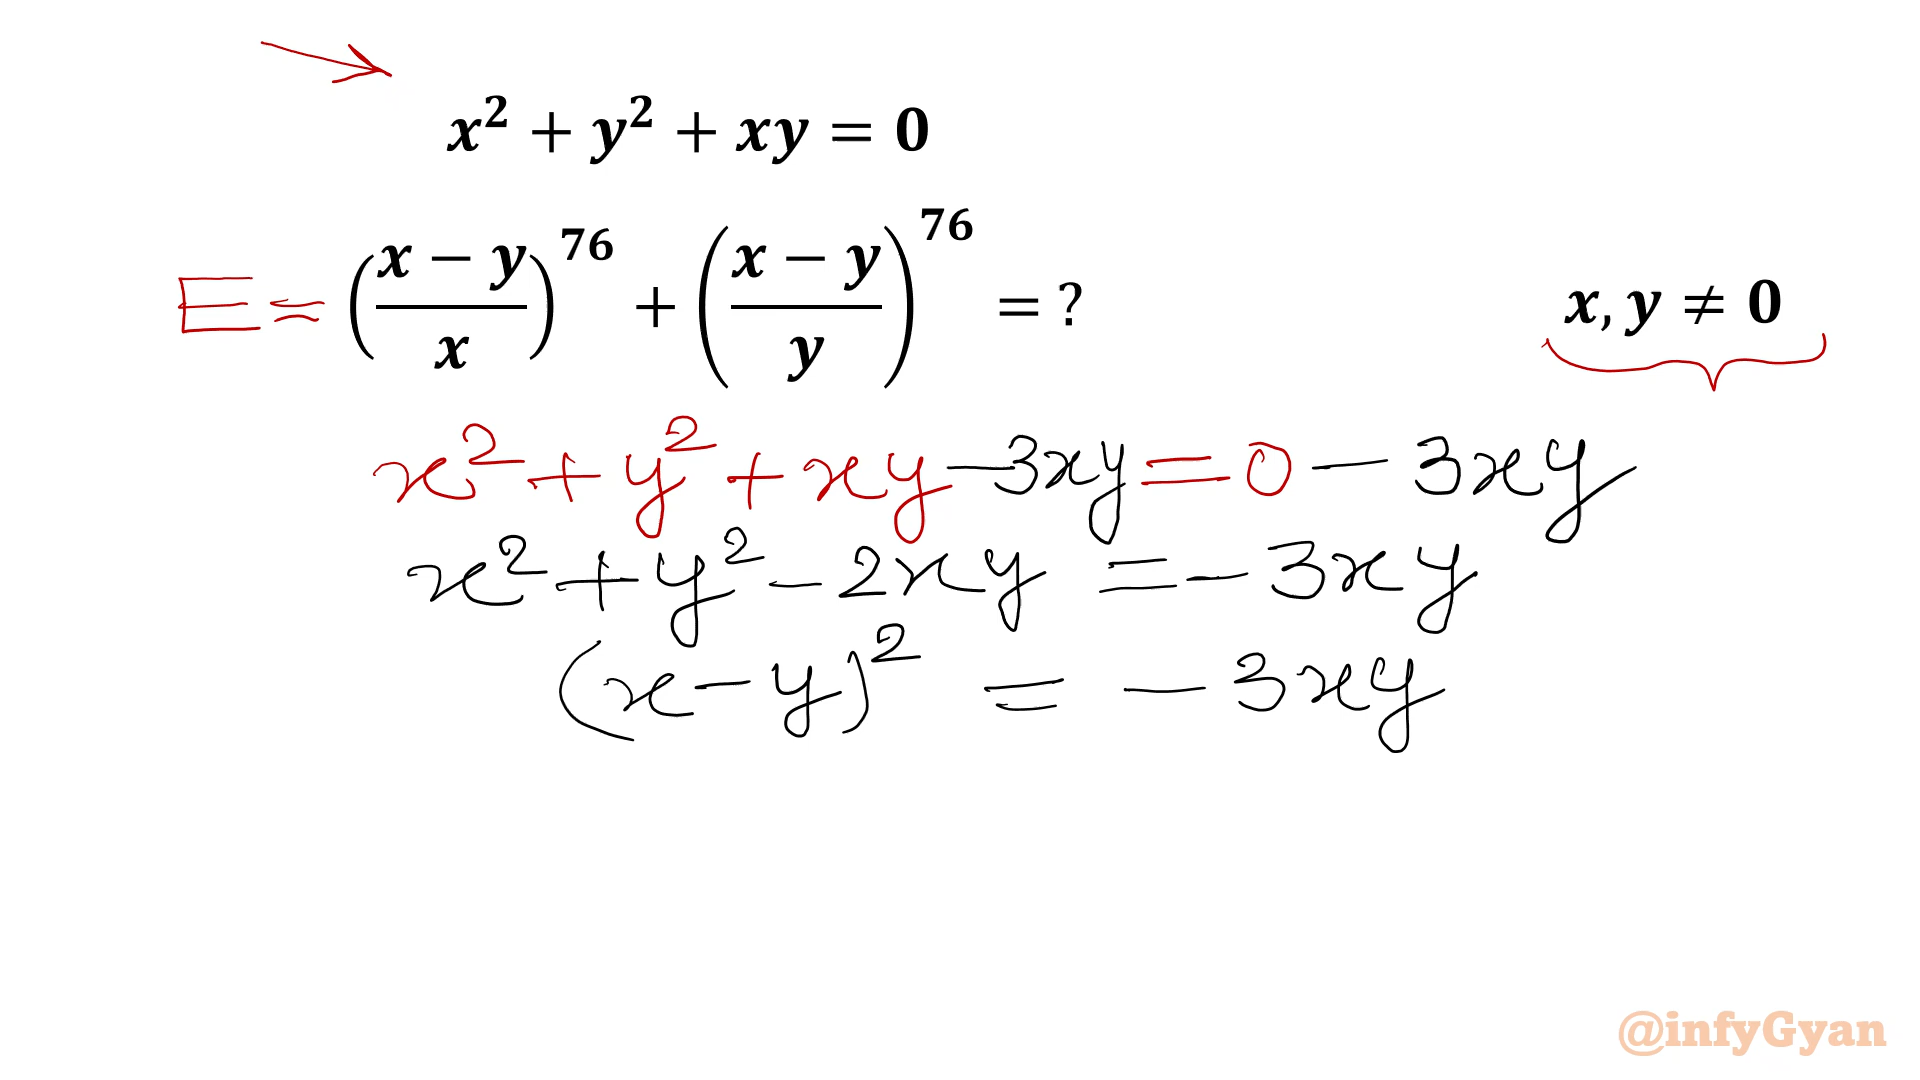 x² + y² + xy = 0
E = ((x − y)/x)⁷⁶ + ((x − y)/y)⁷⁶ = ?
x, y ≠ 0
x² + y² + xy − 3xy = 0 − 3xy
x² + y² − 2xy = − 3xy
(x − y)² = − 3xy
@infyGyan